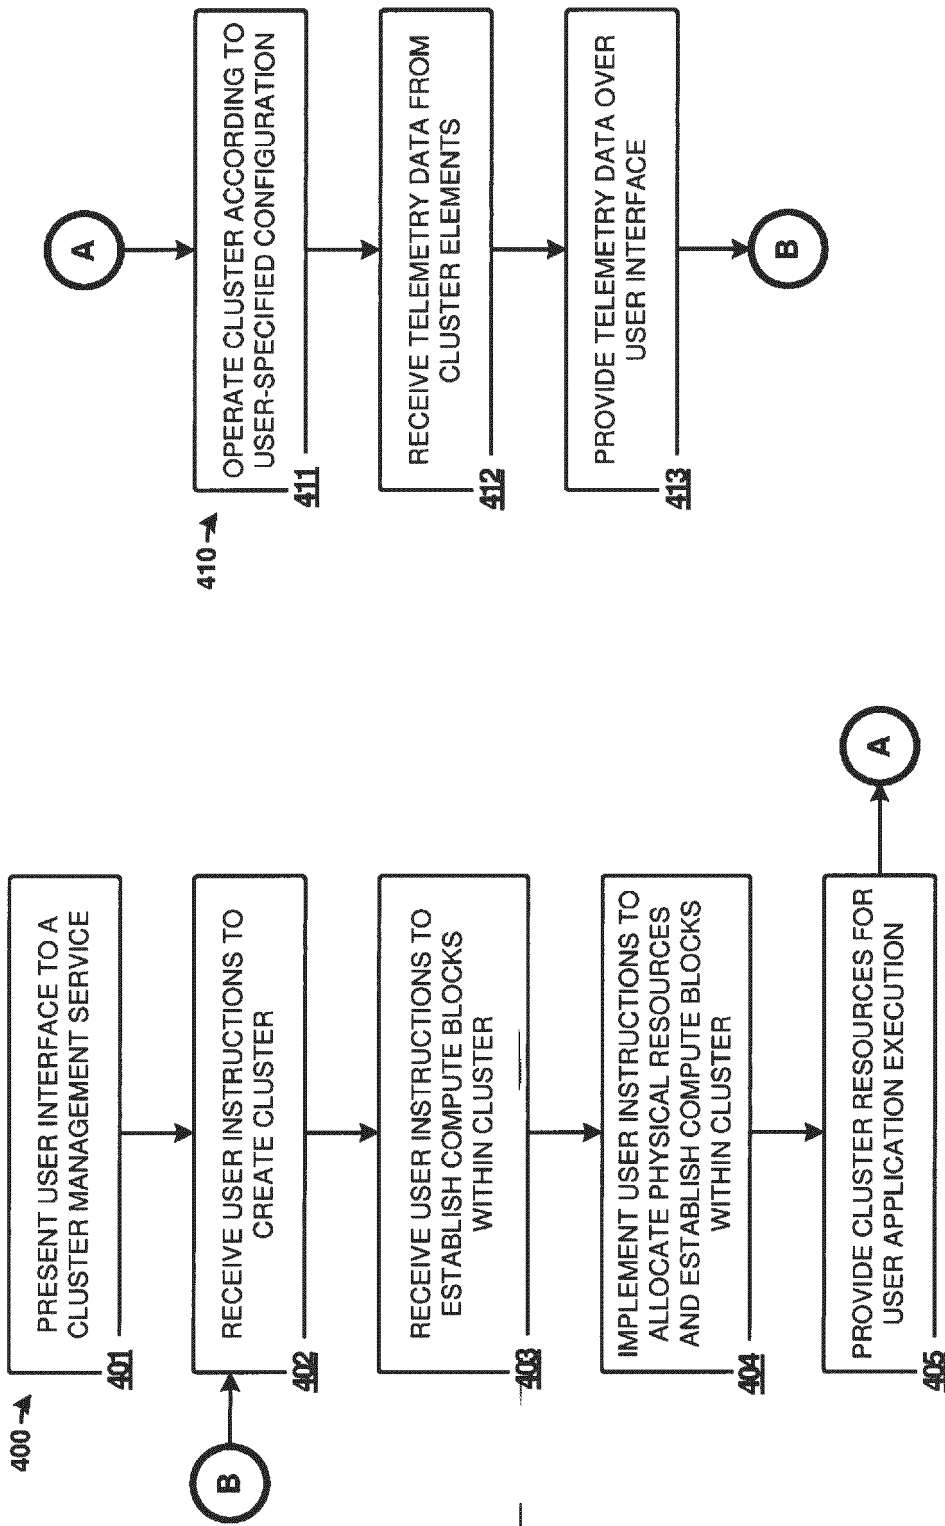 400
PRESENT USER INTERFACE TO A
CLUSTER MANAGEMENT SERVICE
401
B
RECEIVE USER INSTRUCTIONS TO
CREATE CLUSTER
402
RECEIVE USER INSTRUCTIONS TO
ESTABLISH COMPUTE BLOCKS
WITHIN CLUSTER
403
IMPLEMENT USER INSTRUCTIONS TO
ALLOCATE PHYSICAL RESOURCES
AND ESTABLISH COMPUTE BLOCKS
WITHIN CLUSTER
404
PROVIDE CLUSTER RESOURCES FOR
USER APPLICATION EXECUTION
405
A
410
A
OPERATE CLUSTER ACCORDING TO
USER-SPECIFIED CONFIGURATION
411
RECEIVE TELEMETRY DATA FROM
CLUSTER ELEMENTS
412
PROVIDE TELEMETRY DATA OVER
USER INTERFACE
413
B